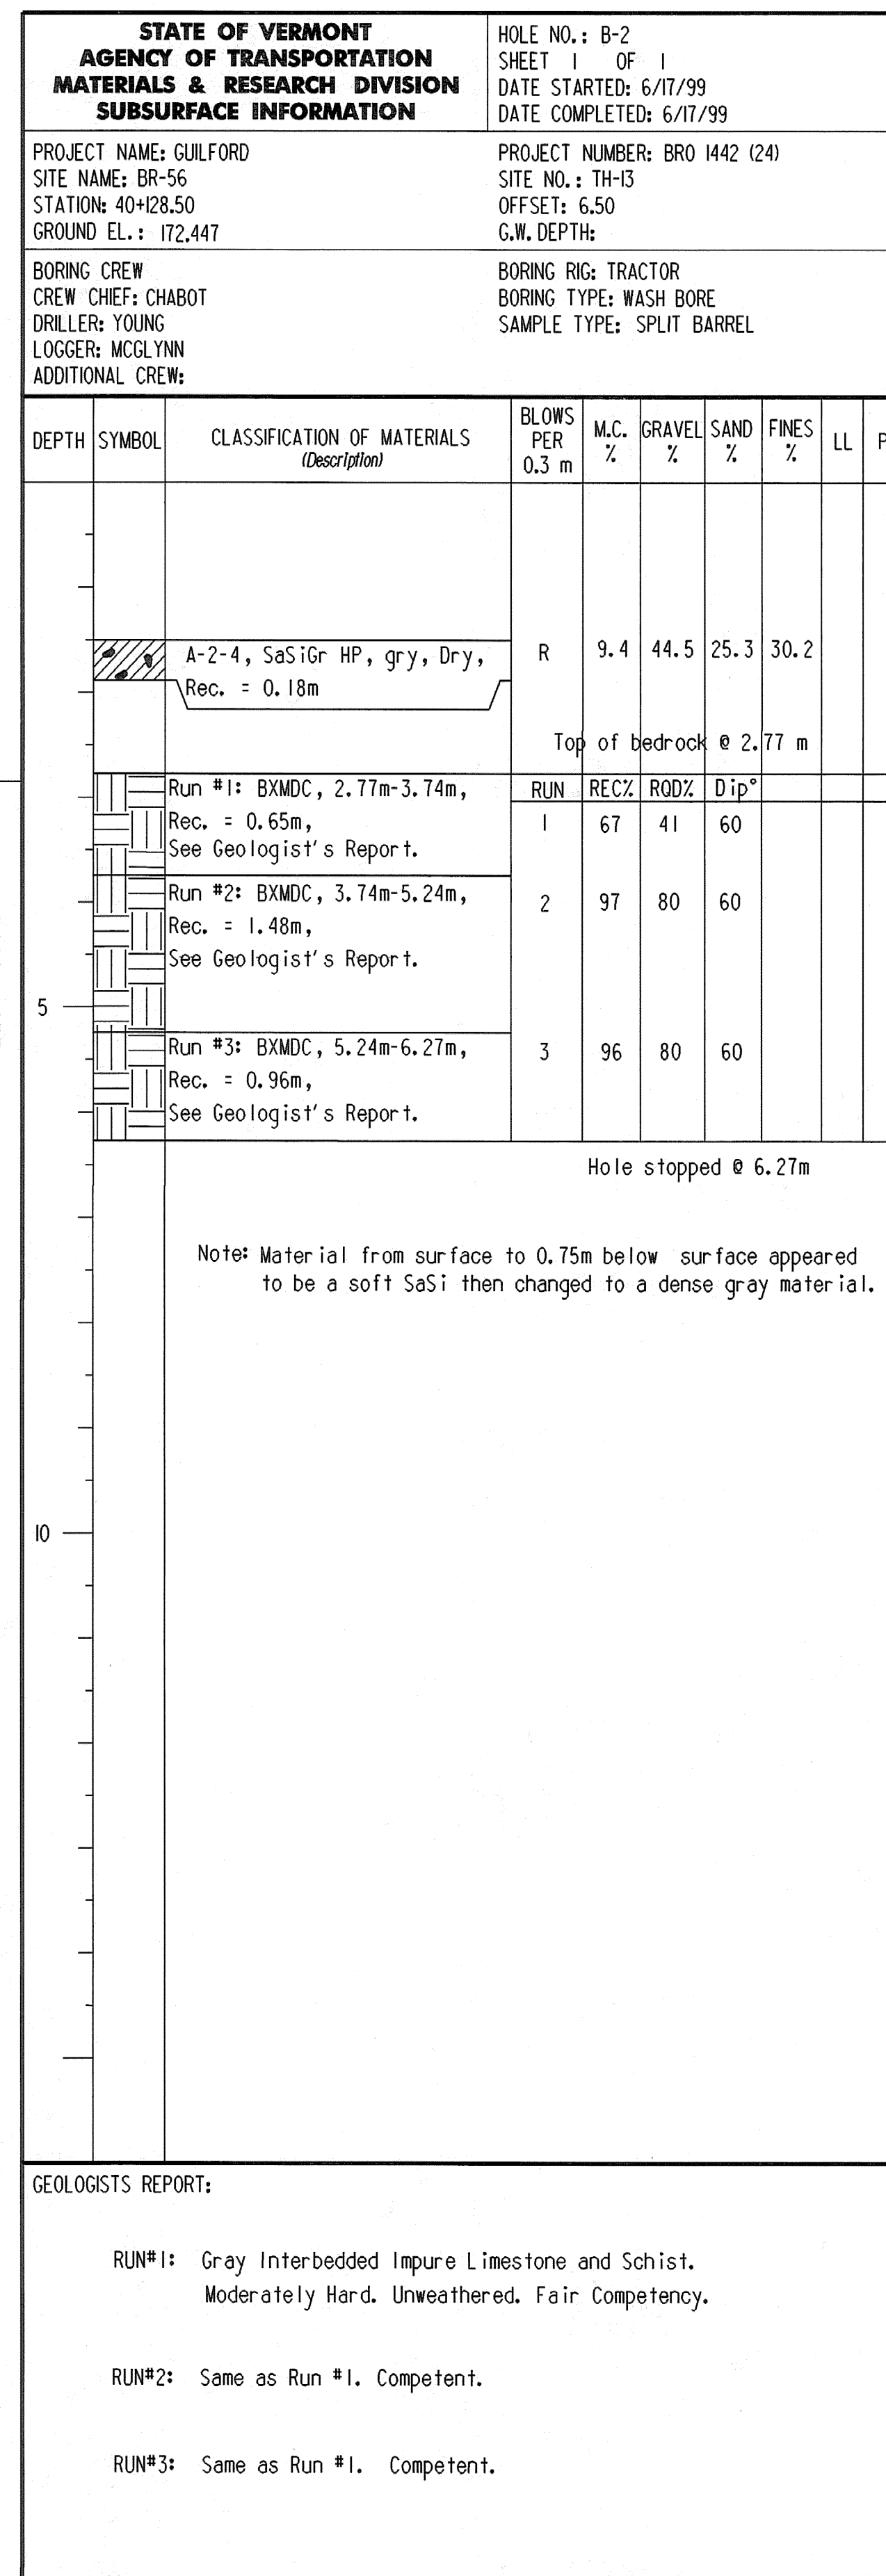 STATE OF VERMONT
AGENCY OF TRANSPORTATION
MATERIALS & RESEARCH DIVISION
SUBSURFACE INFORMATION
HOLE NO.: B-2
SHEET 1 OF 1
DATE STARTED: 6/17/99
DATE COMPLETED: 6/17/99
PROJECT NAME: GUILFORD
SITE NAME: BR-56
STATION: 40+128.50
GROUND EL.: 172.447
PROJECT NUMBER: BRO 1442 (24)
SITE NO.: TH-13
OFFSET: 6.50
G.W. DEPTH:
BORING CREW
CREW CHIEF: CHABOT
DRILLER: YOUNG
LOGGER: MCGLYNN
ADDITIONAL CREW:
BORING RIG: TRACTOR
BORING TYPE: WASH BORE
SAMPLE TYPE: SPLIT BARREL
DEPTH SYMBOL CLASSIFICATION OF MATERIALS (Description) BLOWS PER 0.3 m M.C. % GRAVEL % SAND % FINES % LL P
A-2-4, SaSiGr HP, gry, Dry, R 9.4 44.5 25.3 30.2
Rec. = 0.18m
Top of bedrock @ 2.77 m
Run #1: BXMDC, 2.77m-3.74m, RUN REC% RQD% Dip°
Rec. = 0.65m, 1 67 41 60
See Geologist's Report.
Run #2: BXMDC, 3.74m-5.24m, 2 97 80 60
Rec. = 1.48m,
See Geologist's Report.
5
Run #3: BXMDC, 5.24m-6.27m, 3 96 80 60
Rec. = 0.96m,
See Geologist's Report.
Hole stopped @ 6.27m
Note: Material from surface to 0.75m below surface appeared
to be a soft SaSi then changed to a dense gray material.
10
GEOLOGISTS REPORT:
RUN#1: Gray Interbedded Impure Limestone and Schist.
Moderately Hard. Unweathered. Fair Competency.
RUN#2: Same as Run #1. Competent.
RUN#3: Same as Run #1. Competent.